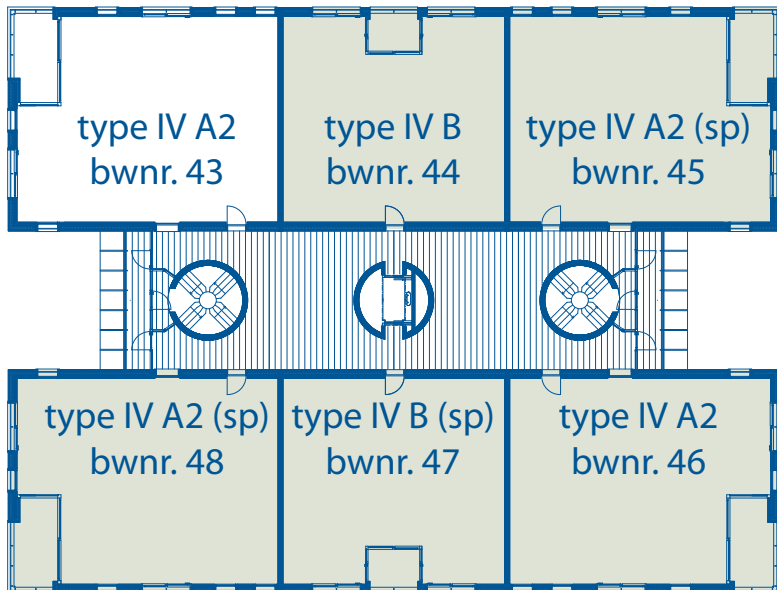 type IV A2
bwnr. 43
type IV B
bwnr. 44
type IV A2 (sp)
bwnr. 45
type IV A2 (sp)
bwnr. 48
type IV B (sp)
bwnr. 47
type IV A2
bwnr. 46